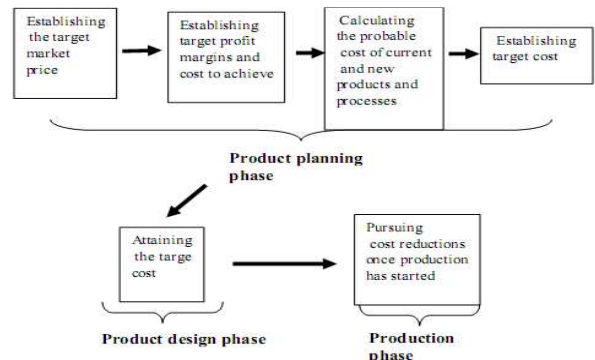 Establishing
the target
market
price
Establishing
target profit
margins and
cost to achieve
Calculating
the probable
cost of current
and new
products and
processes
Establishing
target cost
Product planning
phase
Attaining
the targe
cost
Pursuing
cost reductions
once production
has started
Product design phase
Production
phase